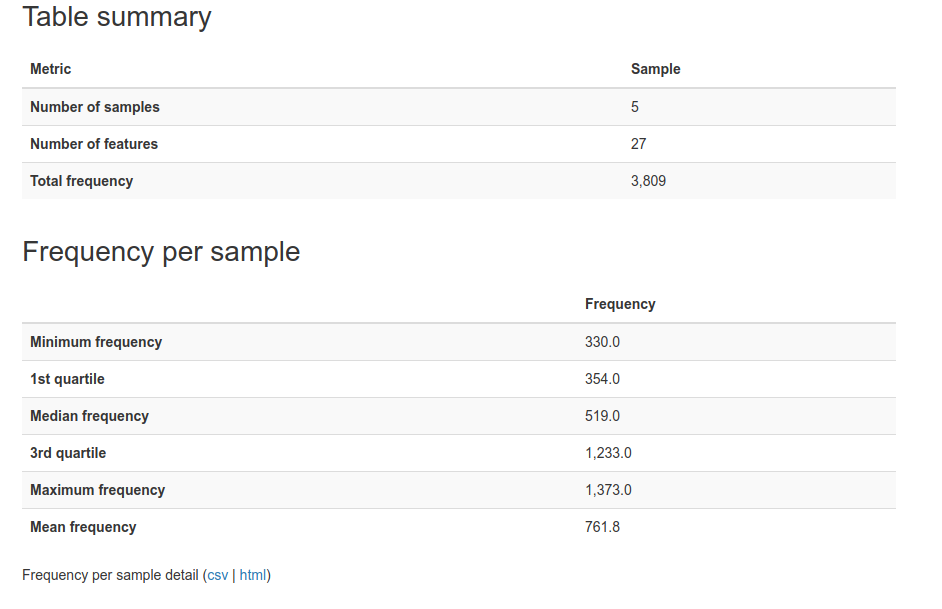 Table summary
Metric Sample
Number of samples 5
Number of features 27
Total frequency 3,809
Frequency per sample
Frequency
Minimum frequency 330.0
1st quartile 354.0
Median frequency 519.0
3rd quartile 1,233.0
Maximum frequency 1,373.0
Mean frequency 761.8
Frequency per sample detail (csv | html)